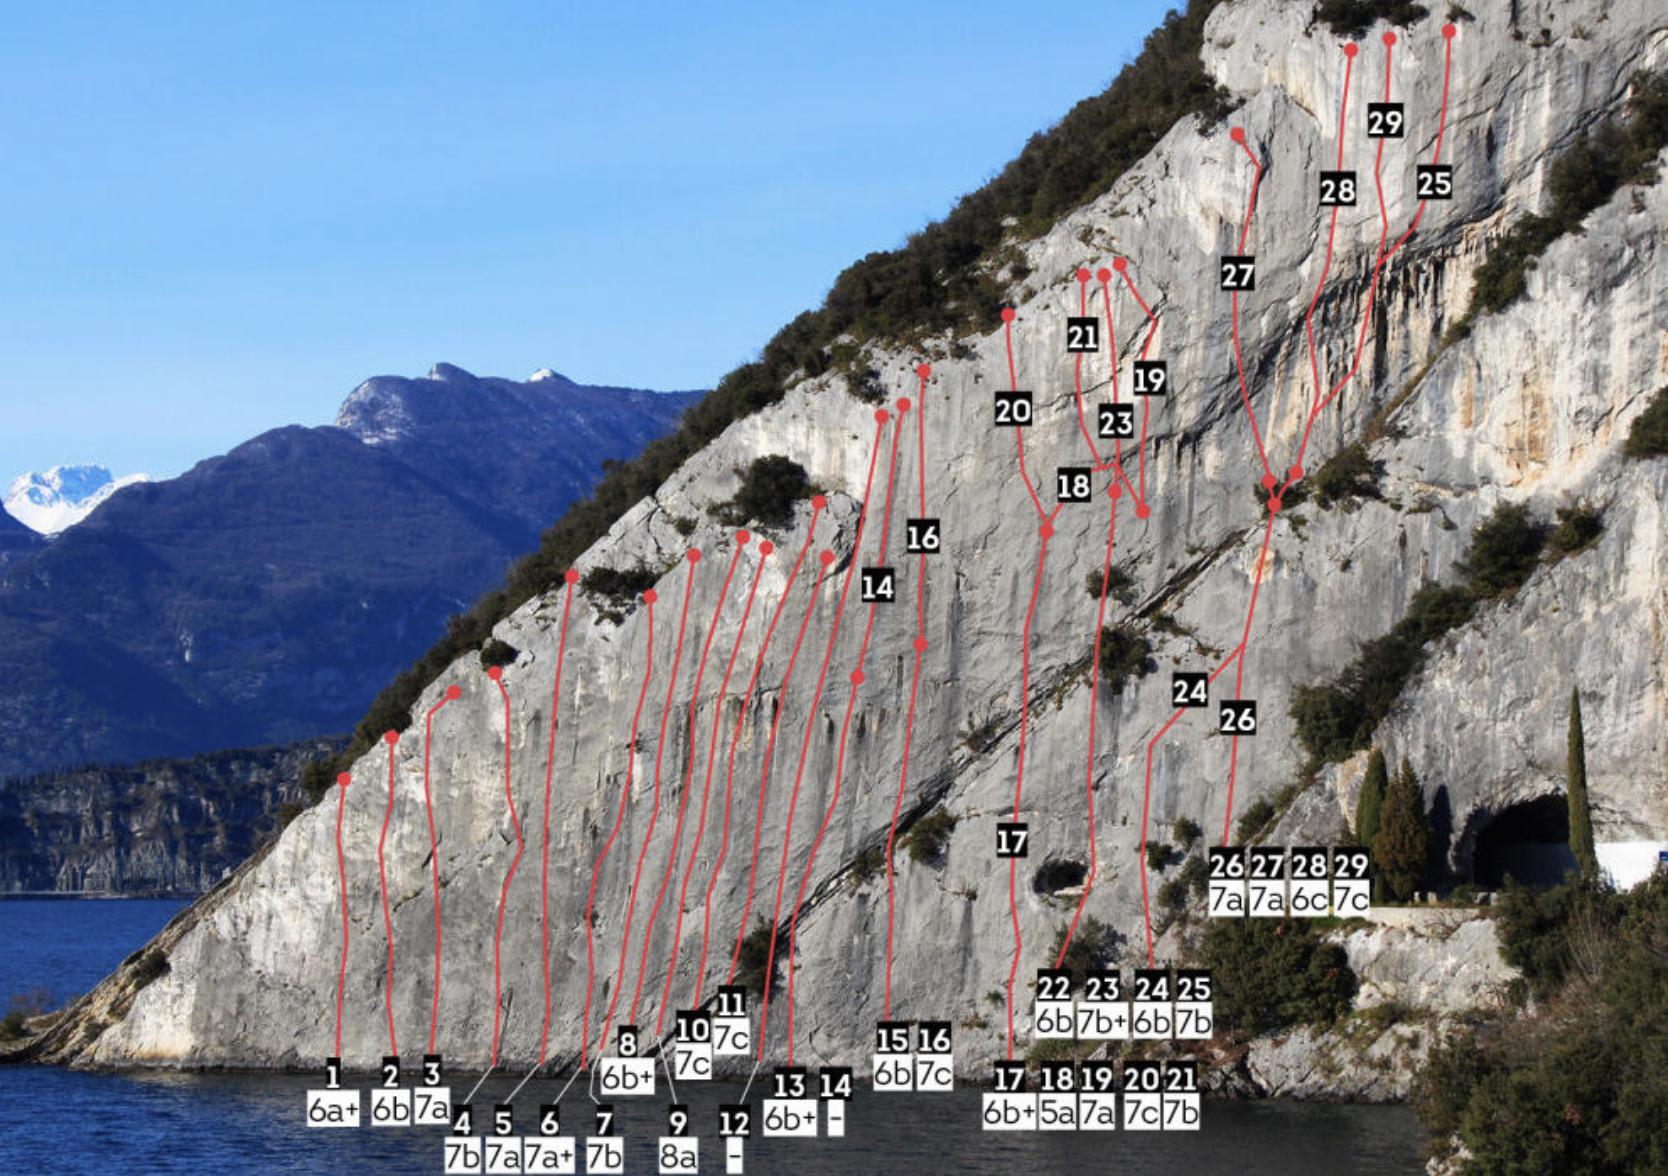 29
28
25
27
21
19
20
23
18
16
14
24
26
17
26 27 28 29
7a 7a 6c 7c
22 23 24 25
6b 7b+ 6b 7b
11
7c
10
7c
8
6b+
15 16
6b 7c
1
6a+
2
6b
3
7a
17 18 19 20 21
6b+ 5a 7a 7c 7b
13 14
6b+ -
4 5 6 7 9 12
7b 7a 7a+ 7b 8a -